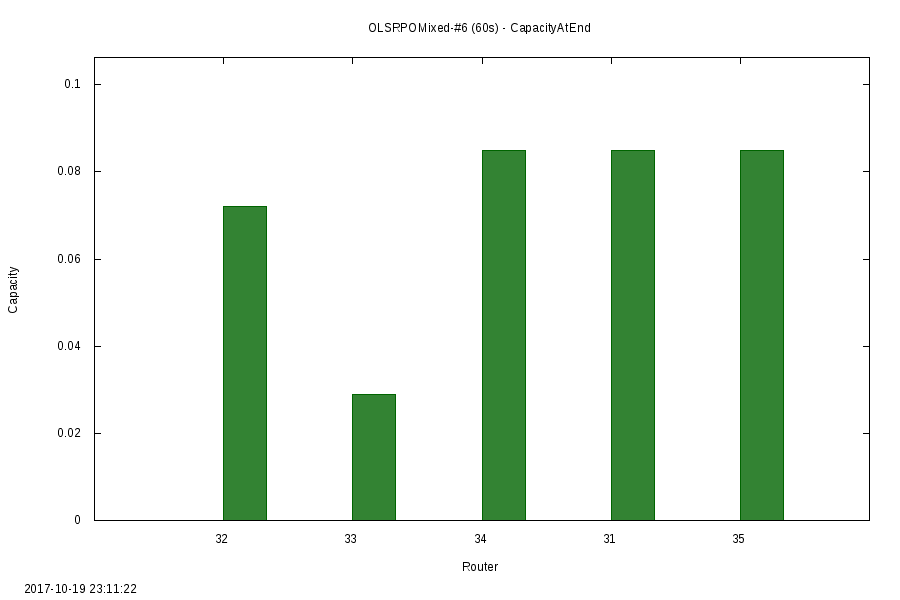 OLSRPOMixed-#6 (60s) - CapacityAtEnd
0.1
0.08
0.06
0.04
0.02
0
Capacity
32 33 34 31 35
Router
2017-10-19 23:11:22